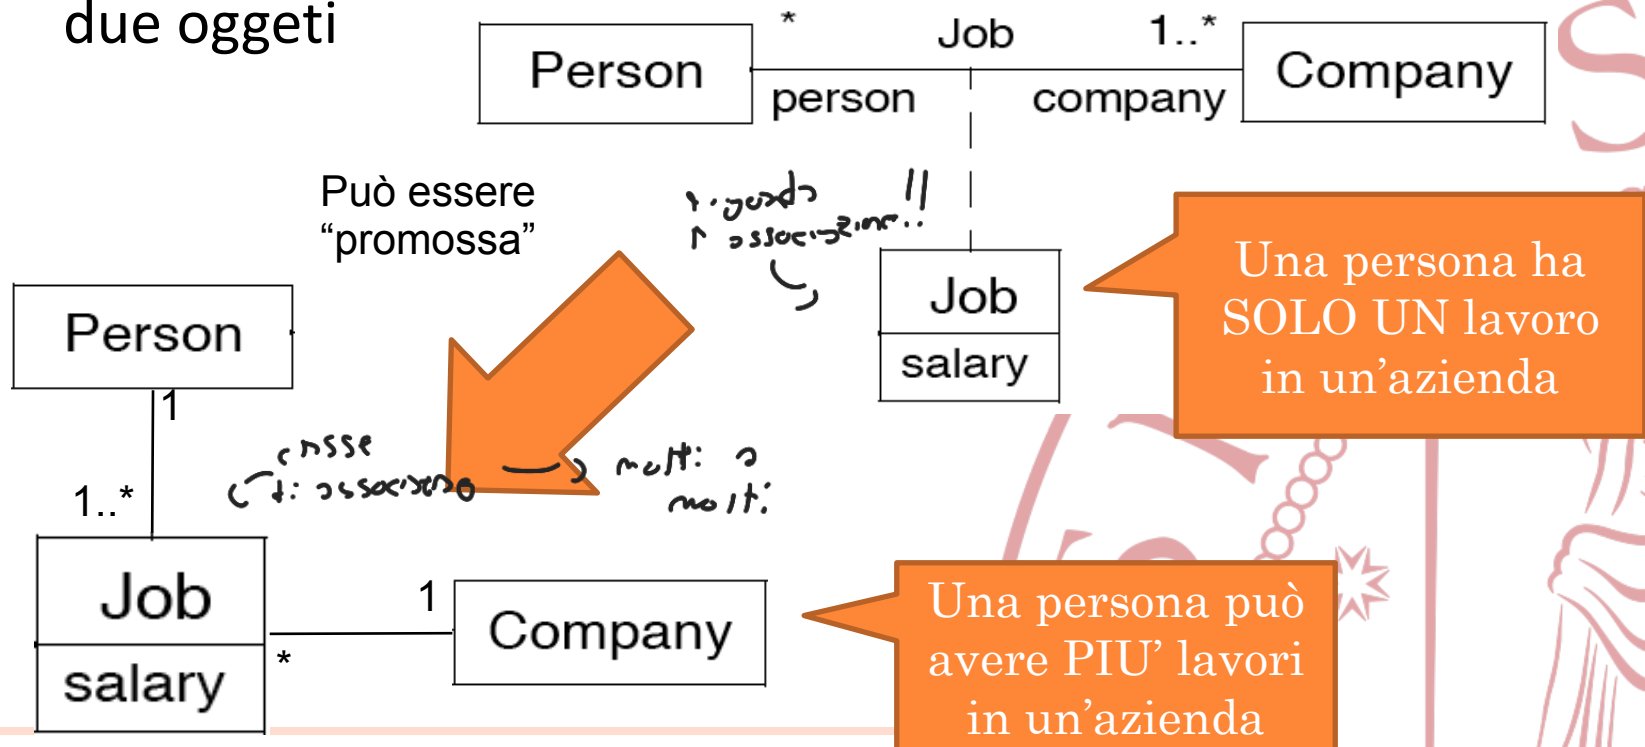 due oggeti
* Job 1..*
Person
Company
person company
Può essere
“promossa”
riguarda
l'associazione!!
Job
salary
Una persona ha
SOLO UN lavoro
in un’azienda
Person
1
1..*
classe
di associazione
molti a
molti
Job
salary
*
1
Company
Una persona può
avere PIU’ lavori
in un’azienda